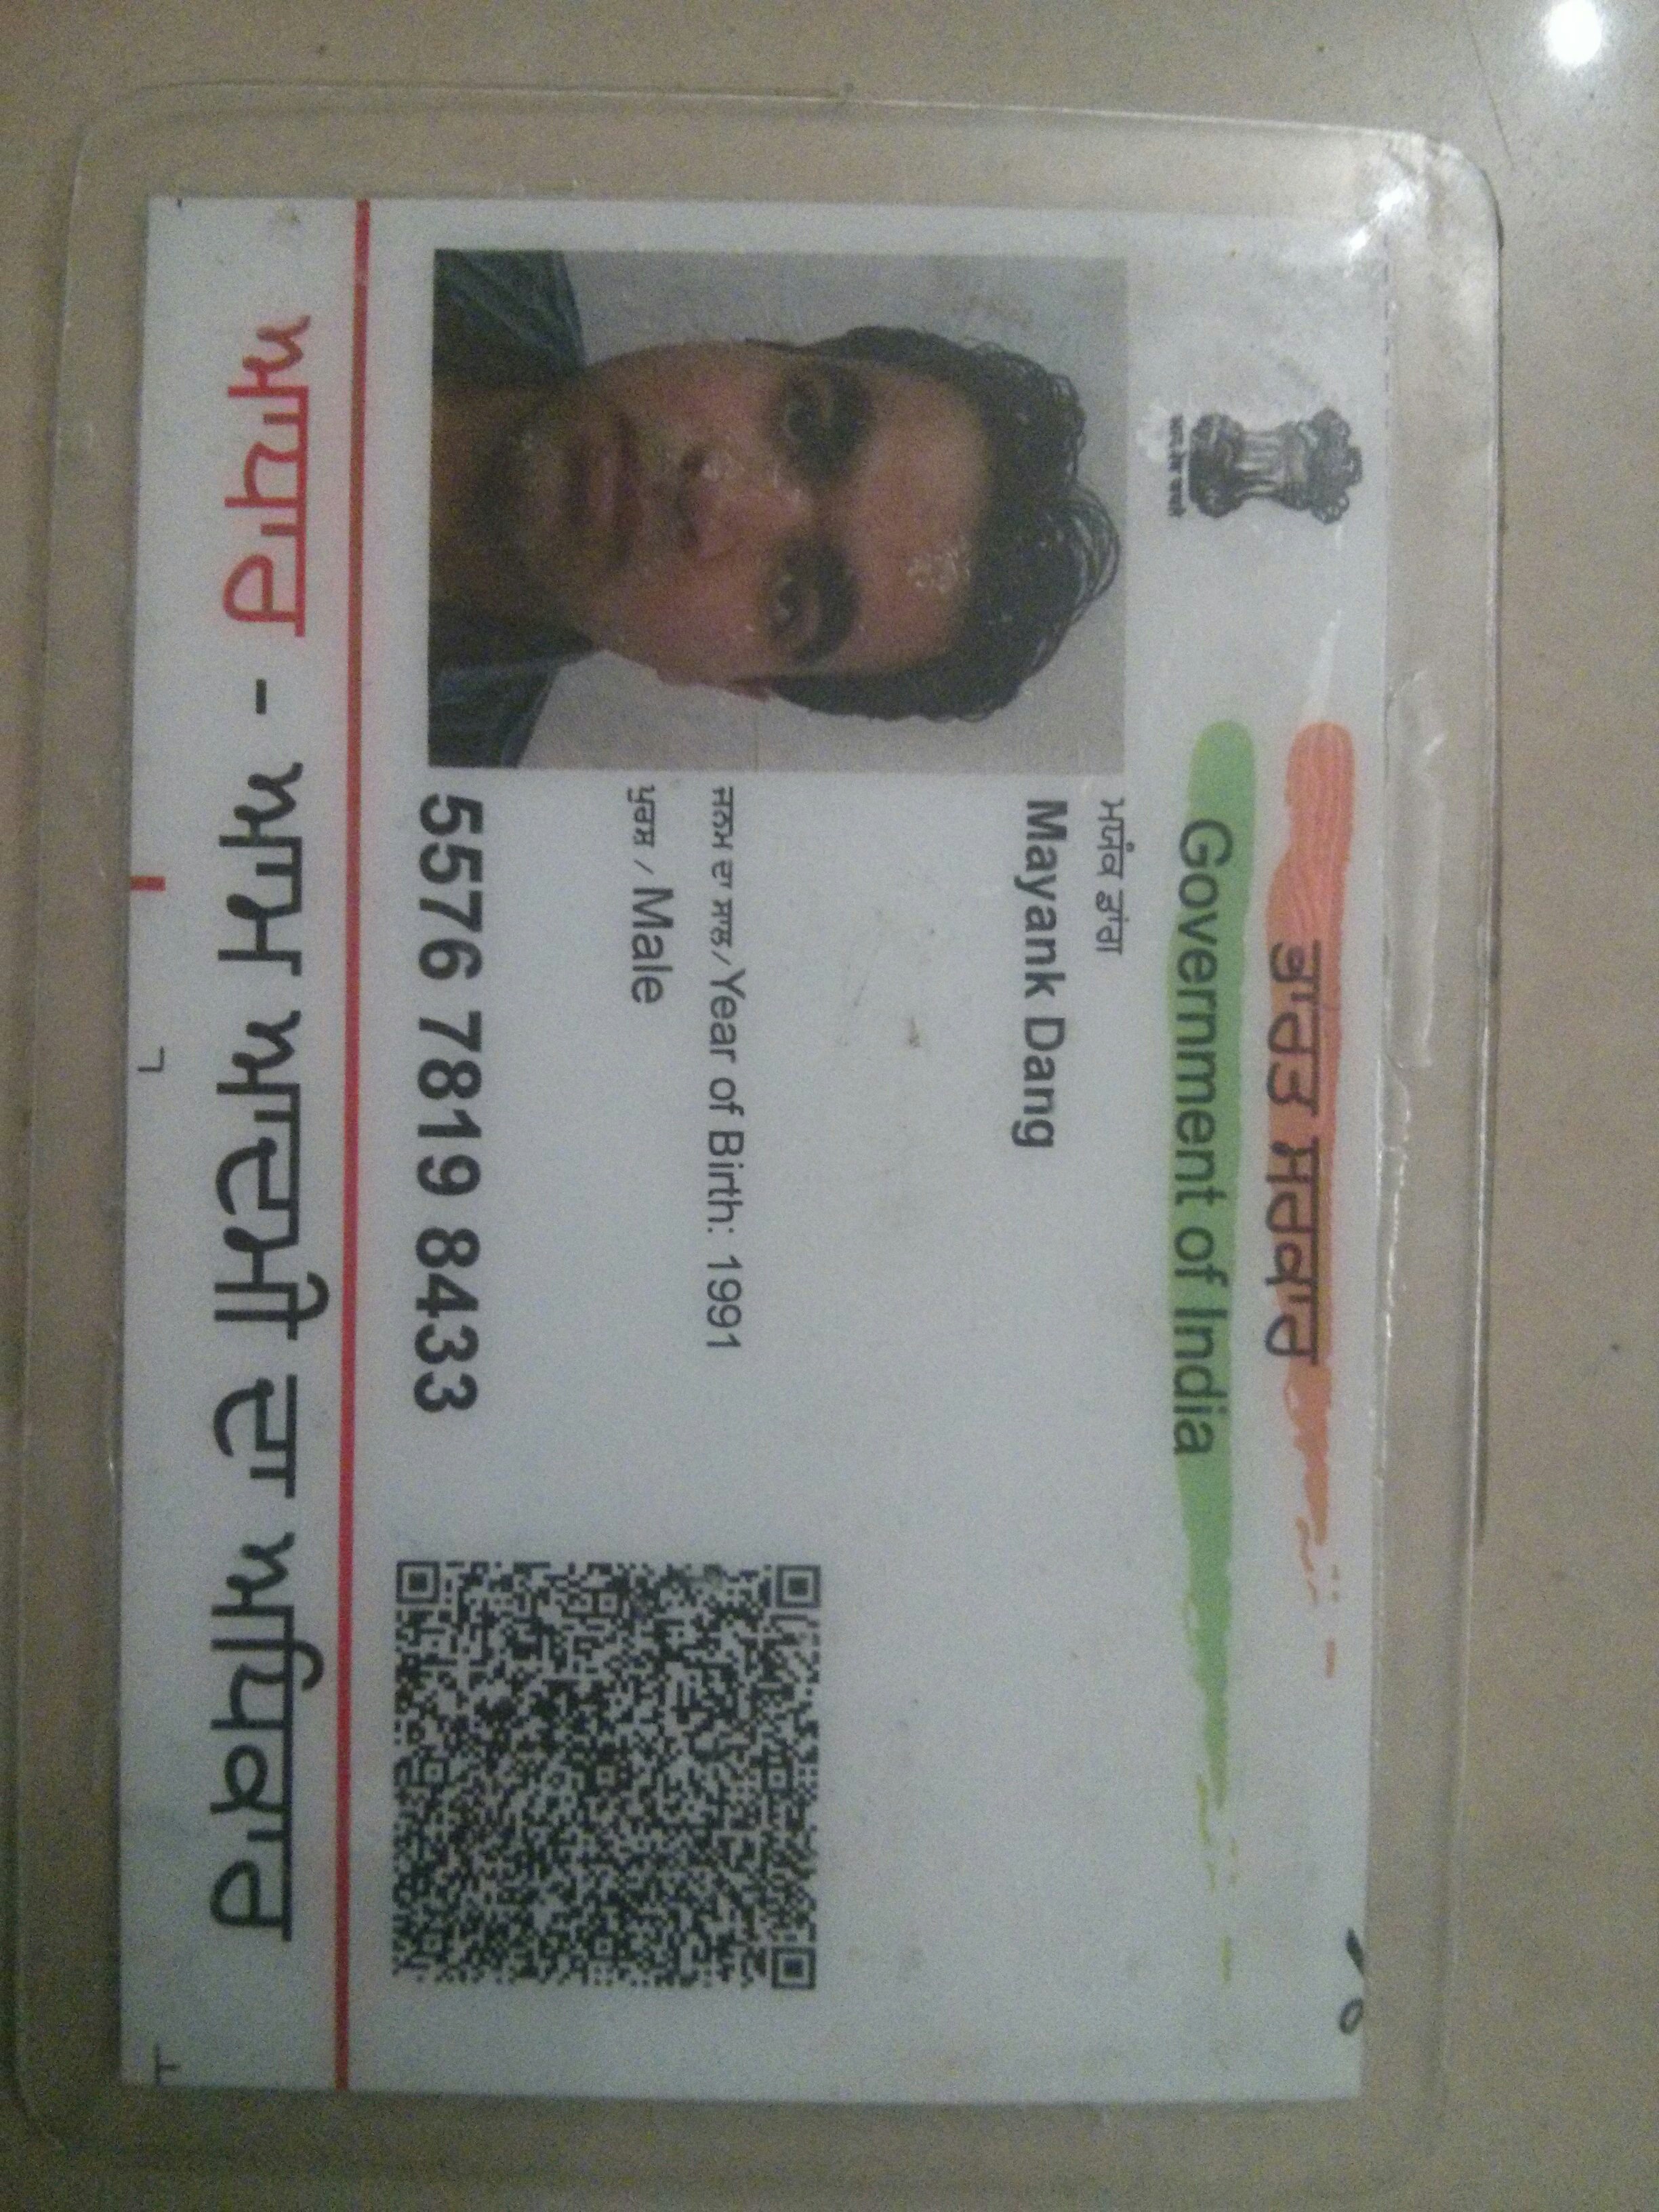 ਭਾਰਤ ਸਰਕਾਰ
Government of India
ਮਯੰਕ ਡਾਂਗ
Mayank Dang
ਜਨਮ ਦਾ ਸਾਲ / Year of Birth: 1991
ਪੁਰਸ਼ / Male
5576 7819 8433
ਆਧਾਰ - ਆਮ ਆਦਮੀ ਦਾ ਅਧਿਕਾਰ